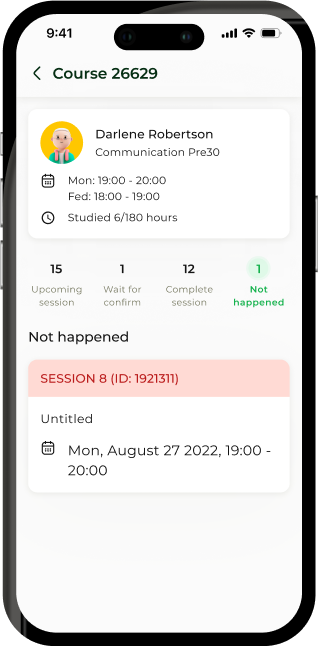 9:41
Course 26629
Darlene Robertson
Communication Pre30
Mon: 19:00 - 20:00
Fed: 18:00 - 19:00
Studied 6/180 hours
15 1 12 1
Upcoming Wait for Complete Not
session confirm session happened
Not happened
SESSION 8 (ID: 1921311)
Untitled
Mon, August 27 2022, 19:00 -
20:00